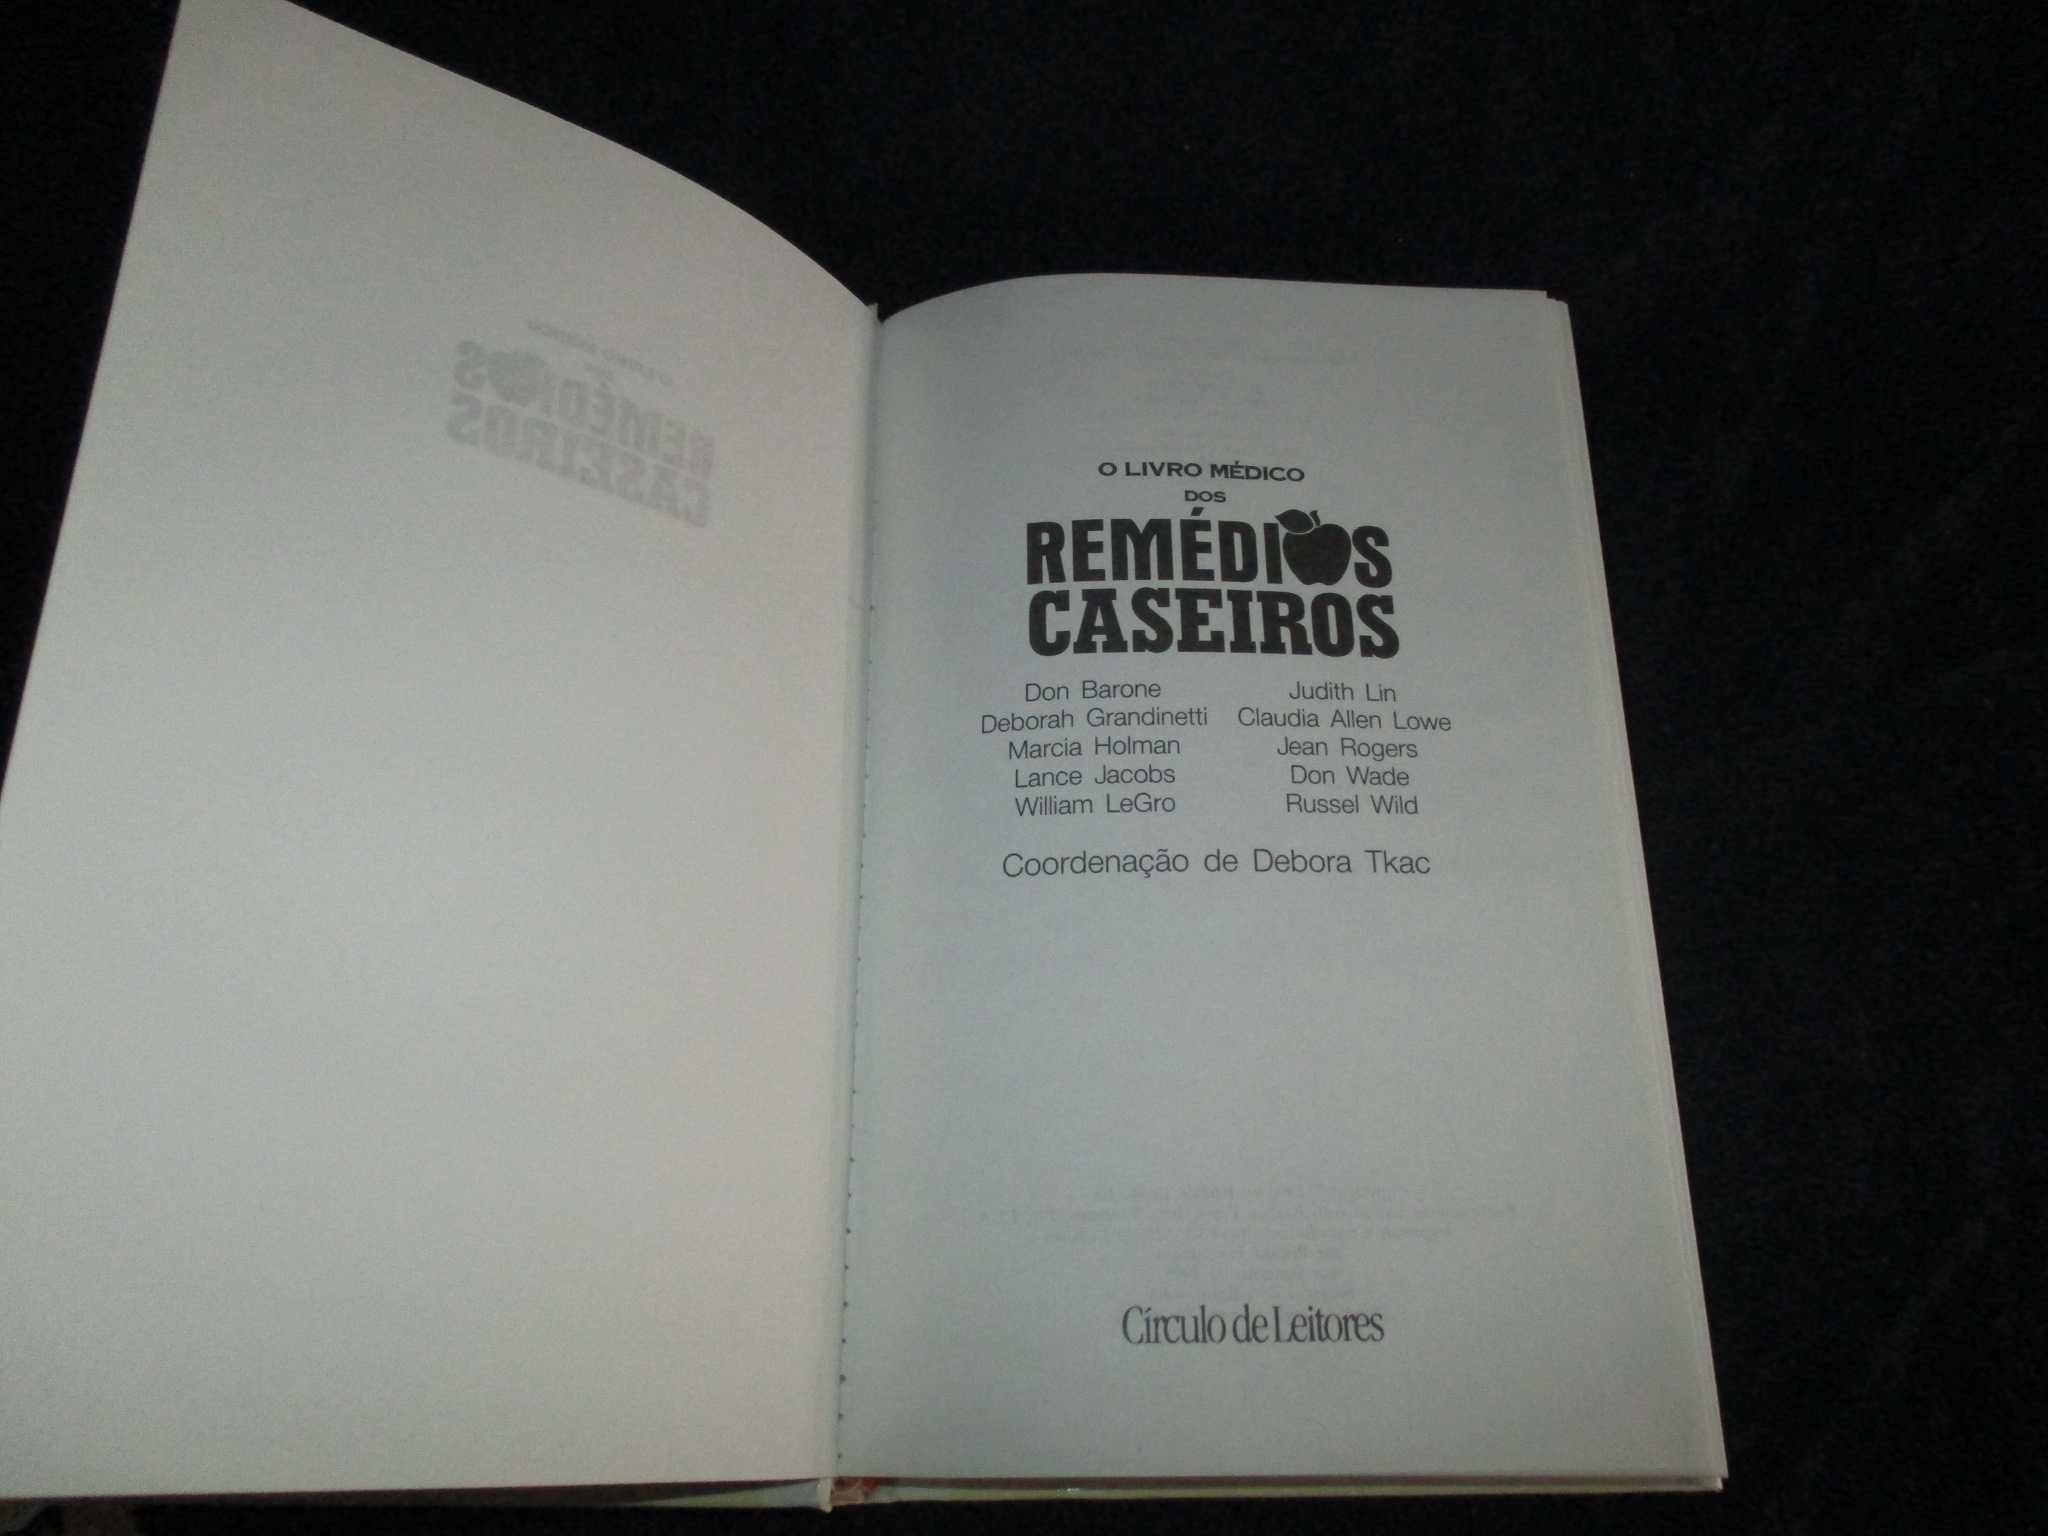 O LIVRO MÉDICO
DOS
REMÉDIOS
CASEIROS
Don Barone
Deborah Grandinetti
Marcia Holman
Lance Jacobs
William LeGro
Judith Lin
Claudia Allen Lowe
Jean Rogers
Don Wade
Russel Wild
Coordenação de Debora Tkac
Círculo de Leitores